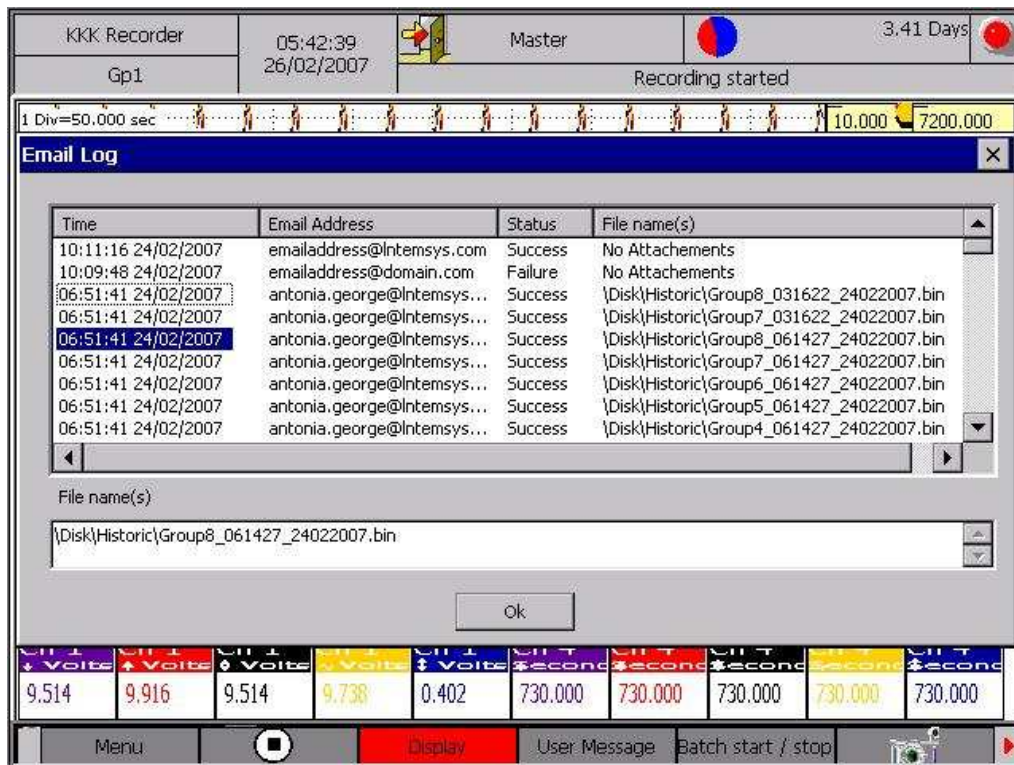 KKK Recorder
Gp1
05:42:39
26/02/2007
Master
3.41 Days
Recording started
1 Div=50.000 sec
10.000
7200.000
Email Log
Time Email Address Status File name(s)
10:11:16 24/02/2007 emailaddress@Intemsys.com Success No Attachements
10:09:48 24/02/2007 emailaddress@domain.com Failure No Attachements
06:51:41 24/02/2007 antonia.george@Intemsys... Success \Disk\Historic\Group8_031622_24022007.bin
06:51:41 24/02/2007 antonia.george@Intemsys... Success \Disk\Historic\Group7_031622_24022007.bin
06:51:41 24/02/2007 antonia.george@Intemsys... Success \Disk\Historic\Group8_061427_24022007.bin
06:51:41 24/02/2007 antonia.george@Intemsys... Success \Disk\Historic\Group7_061427_24022007.bin
06:51:41 24/02/2007 antonia.george@Intemsys... Success \Disk\Historic\Group6_061427_24022007.bin
06:51:41 24/02/2007 antonia.george@Intemsys... Success \Disk\Historic\Group5_061427_24022007.bin
06:51:41 24/02/2007 antonia.george@Intemsys... Success \Disk\Historic\Group4_061427_24022007.bin
File name(s)
\Disk\Historic\Group8_061427_24022007.bin
Ok
Volts Volts Volts Volts Volts Second Second Second Second Second
9.514 9.916 9.514 9.738 0.402 730.000 730.000 730.000 730.000 730.000
Menu Display User Message Batch start / stop